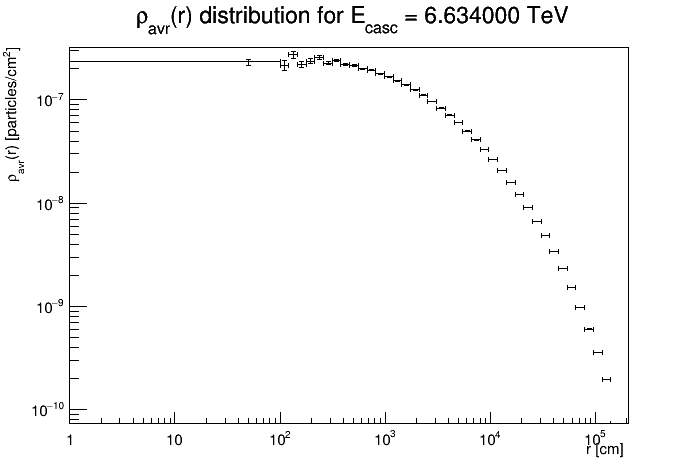 ρavr(r) distribution for Ecasc = 6.634000 TeV
ρavr(r) [particles/cm²]
10⁻⁷
10⁻⁸
10⁻⁹
10⁻¹⁰
1 10 10² 10³ 10⁴ 10⁵
r [cm]